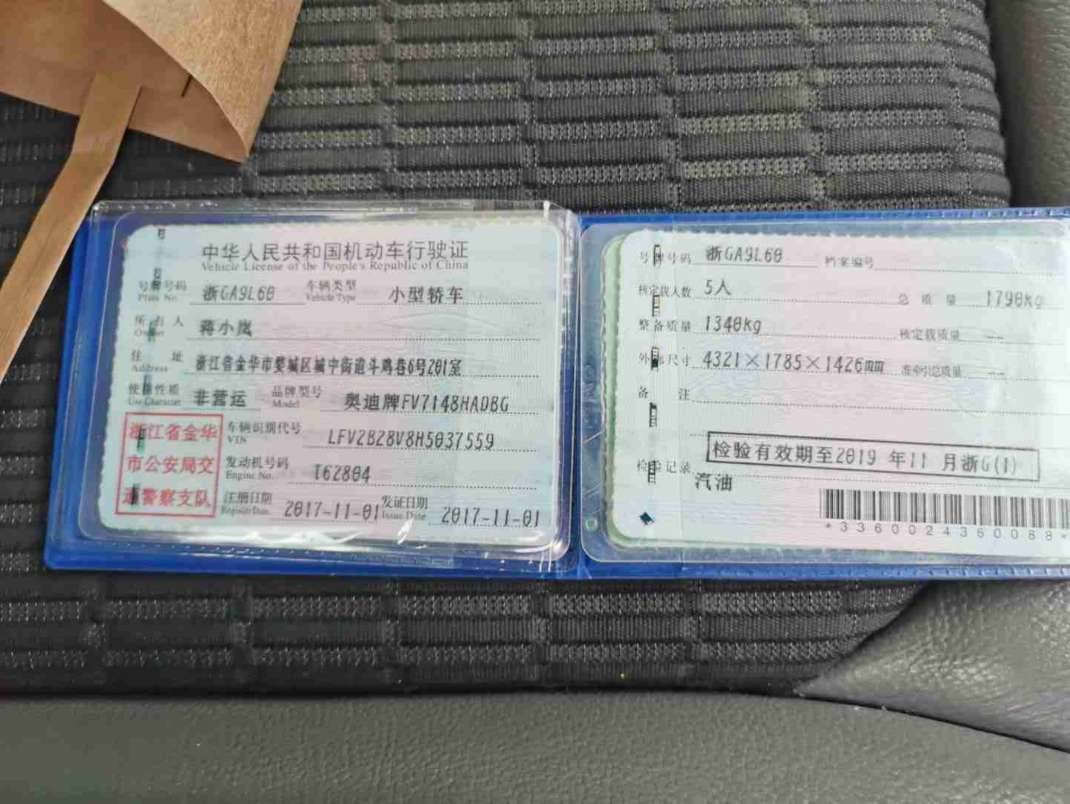 中华人民共和国机动车行驶证
Vehicle License of the People's Republic of China
号牌号码 浙GA9L60 车辆类型 小型轿车
Plate No. Vehicle Type
所有人 蒋小岚
Owner
住址 浙江省金华市婺城区城中街道斗鸡巷6号201室
Address
使用性质 非营运 品牌型号 奥迪牌FV7148HADBG
Use Character Model
浙江省金华
市公安局交
通警察支队
车辆识别代号 LFV2B28V8H5037559
VIN
发动机号码 T62804
Engine No.
注册日期 2017-11-01 发证日期 2017-11-01
Register Date Issue Date
号牌号码 浙GA9L60 档案编号
核定载人数 5人 总质量 1790kg
整备质量 1340kg 核定载质量 --
外廓尺寸 4321×1785×1426mm 准牵引总质量 --
备注
检验有效期至2019年11月浙G(1)
检验记录
汽油
*3360024360088*